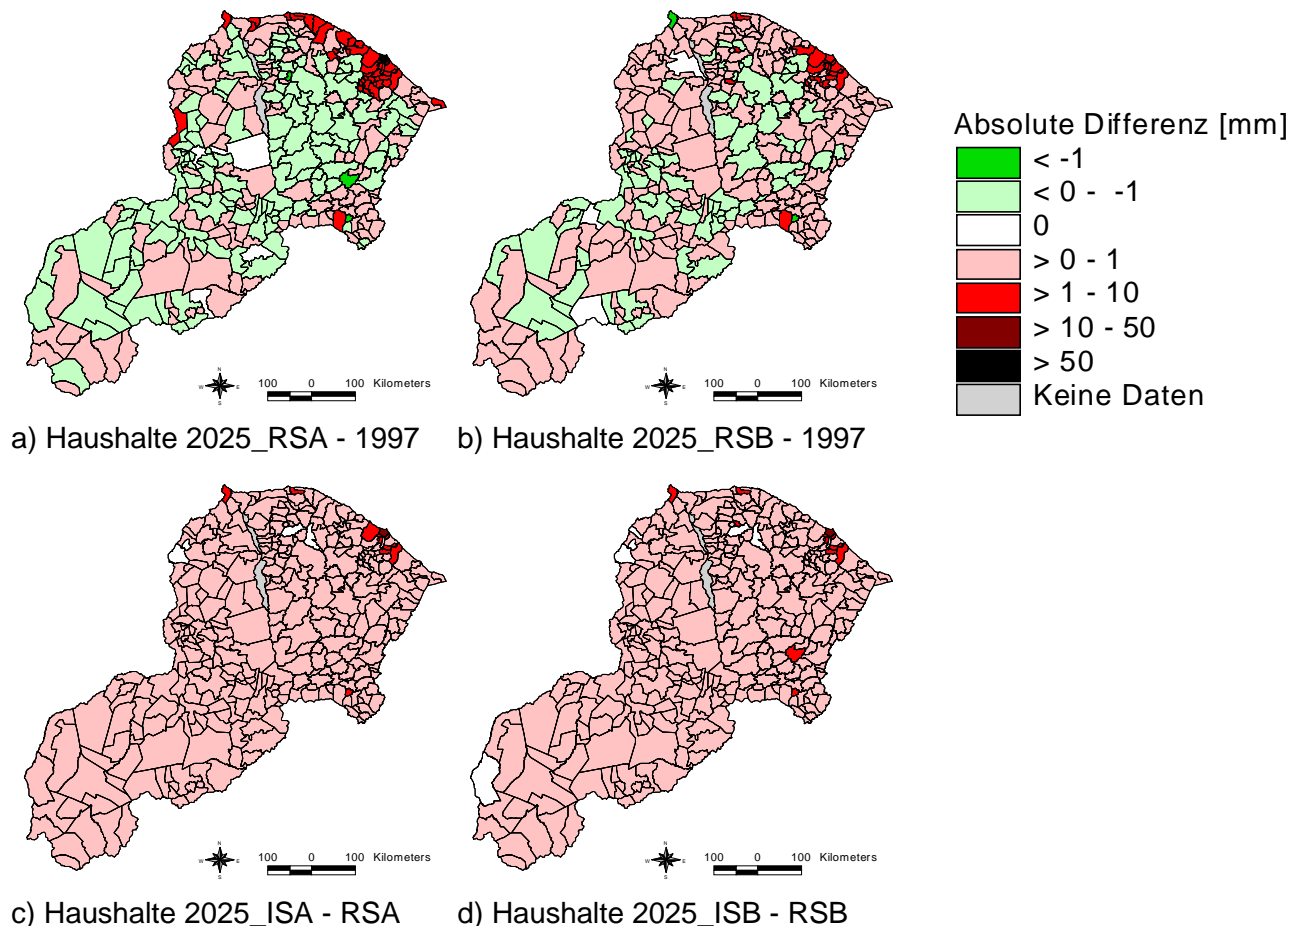 Absolute Differenz [mm]
< -1
< 0 - -1
0
> 0 - 1
> 1 - 10
> 10 - 50
> 50
Keine Daten
N
W E
S
100 0 100 Kilometers
N
W E
S
100 0 100 Kilometers
a) Haushalte 2025_RSA - 1997
b) Haushalte 2025_RSB - 1997
N
W E
S
100 0 100 Kilometers
N
W E
S
100 0 100 Kilometers
c) Haushalte 2025_ISA - RSA
d) Haushalte 2025_ISB - RSB